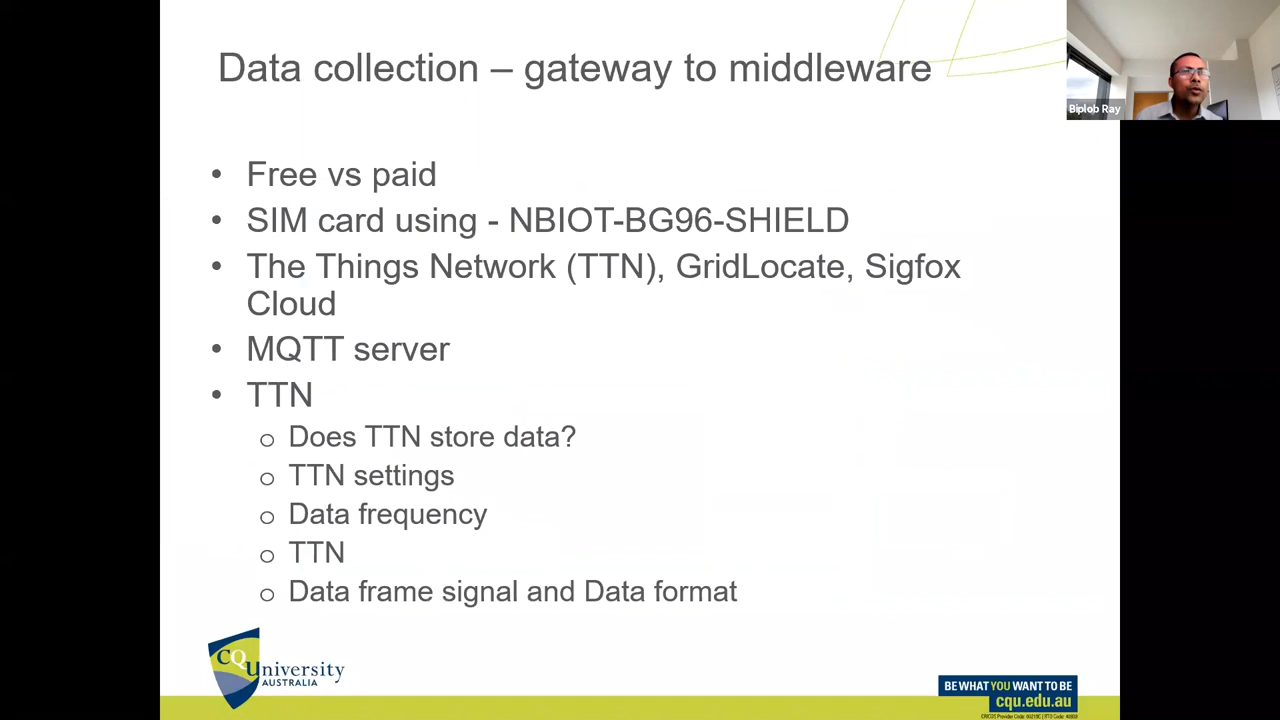 Data collection – gateway to middleware
Biplob Ray
• Free vs paid
• SIM card using - NBIOT-BG96-SHIELD
• The Things Network (TTN), GridLocate, Sigfox
Cloud
• MQTT server
• TTN
o Does TTN store data?
o TTN settings
o Data frequency
o TTN
o Data frame signal and Data format
CQUniversity
AUSTRALIA
BE WHAT YOU WANT TO BE
cqu.edu.au